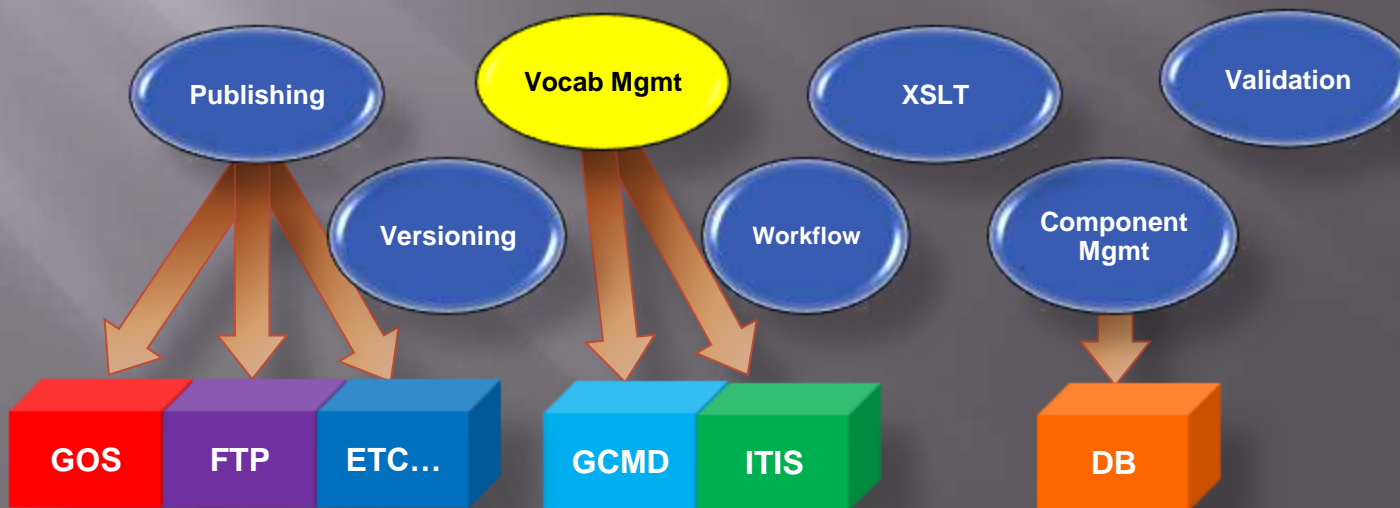 Publishing
Vocab Mgmt
XSLT
Validation
Versioning
Workflow
Component
Mgmt
GOS
FTP
ETC…
GCMD
ITIS
DB